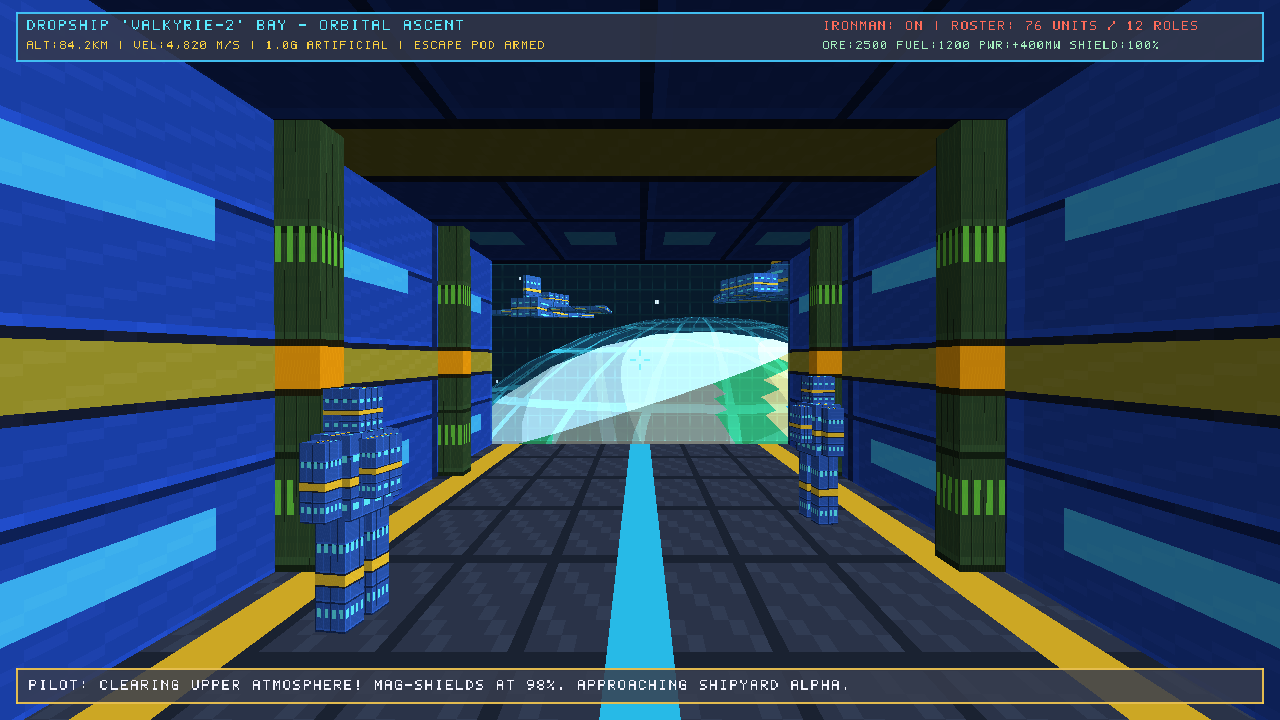 DROPSHIP 'VALKYRIE-2' BAY - ORBITAL ASCENT
ALT:84.2KM | VEL:4,820 M/S | 1.0G ARTIFICIAL | ESCAPE POD ARMED
IRONMAN: ON | ROSTER: 76 UNITS / 12 ROLES
ORE:2500 FUEL:1200 PWR:+400MW SHIELD:100%
PILOT: CLEARING UPPER ATMOSPHERE! MAG-SHIELDS AT 98%. APPROACHING SHIPYARD ALPHA.